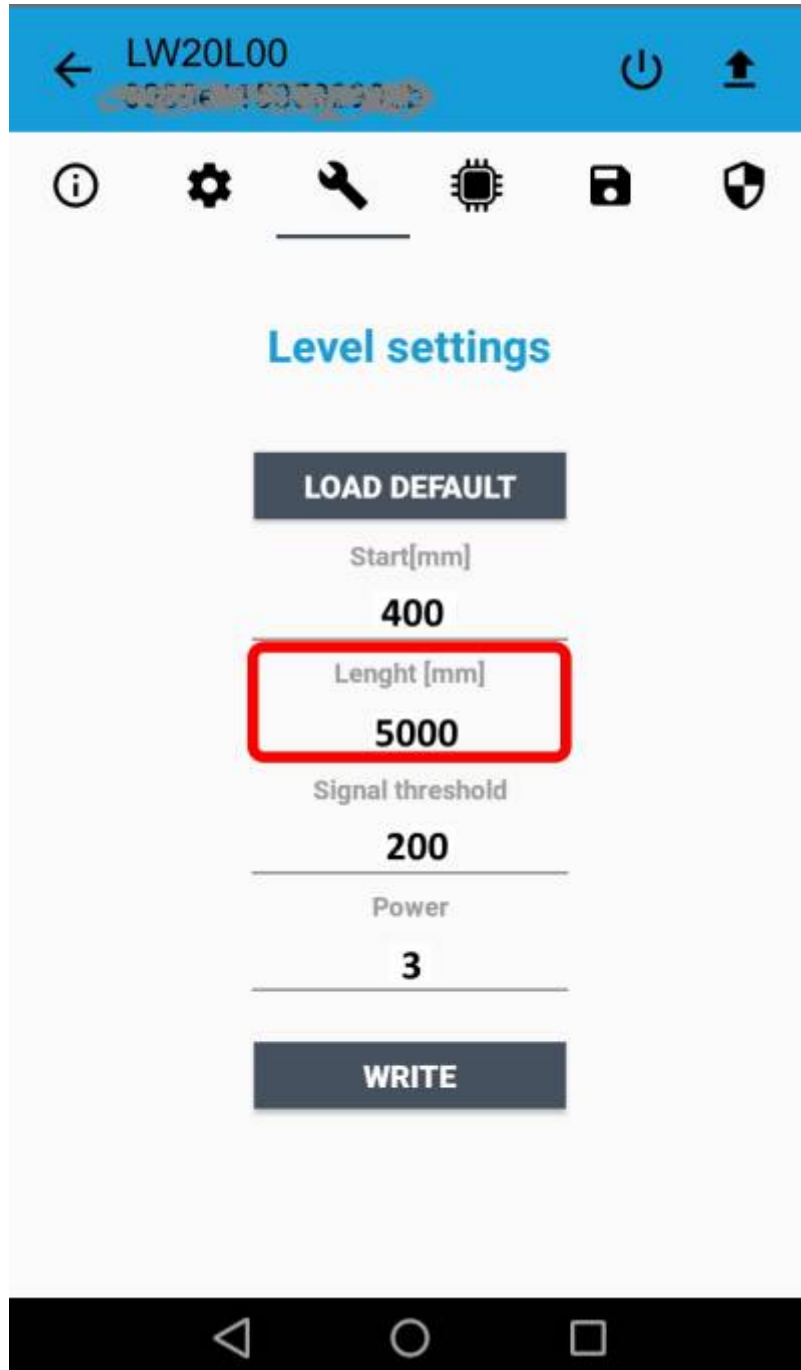 LW20L00
Level settings
LOAD DEFAULT
Start[mm]
400
Lenght [mm]
5000
Signal threshold
200
Power
3
WRITE